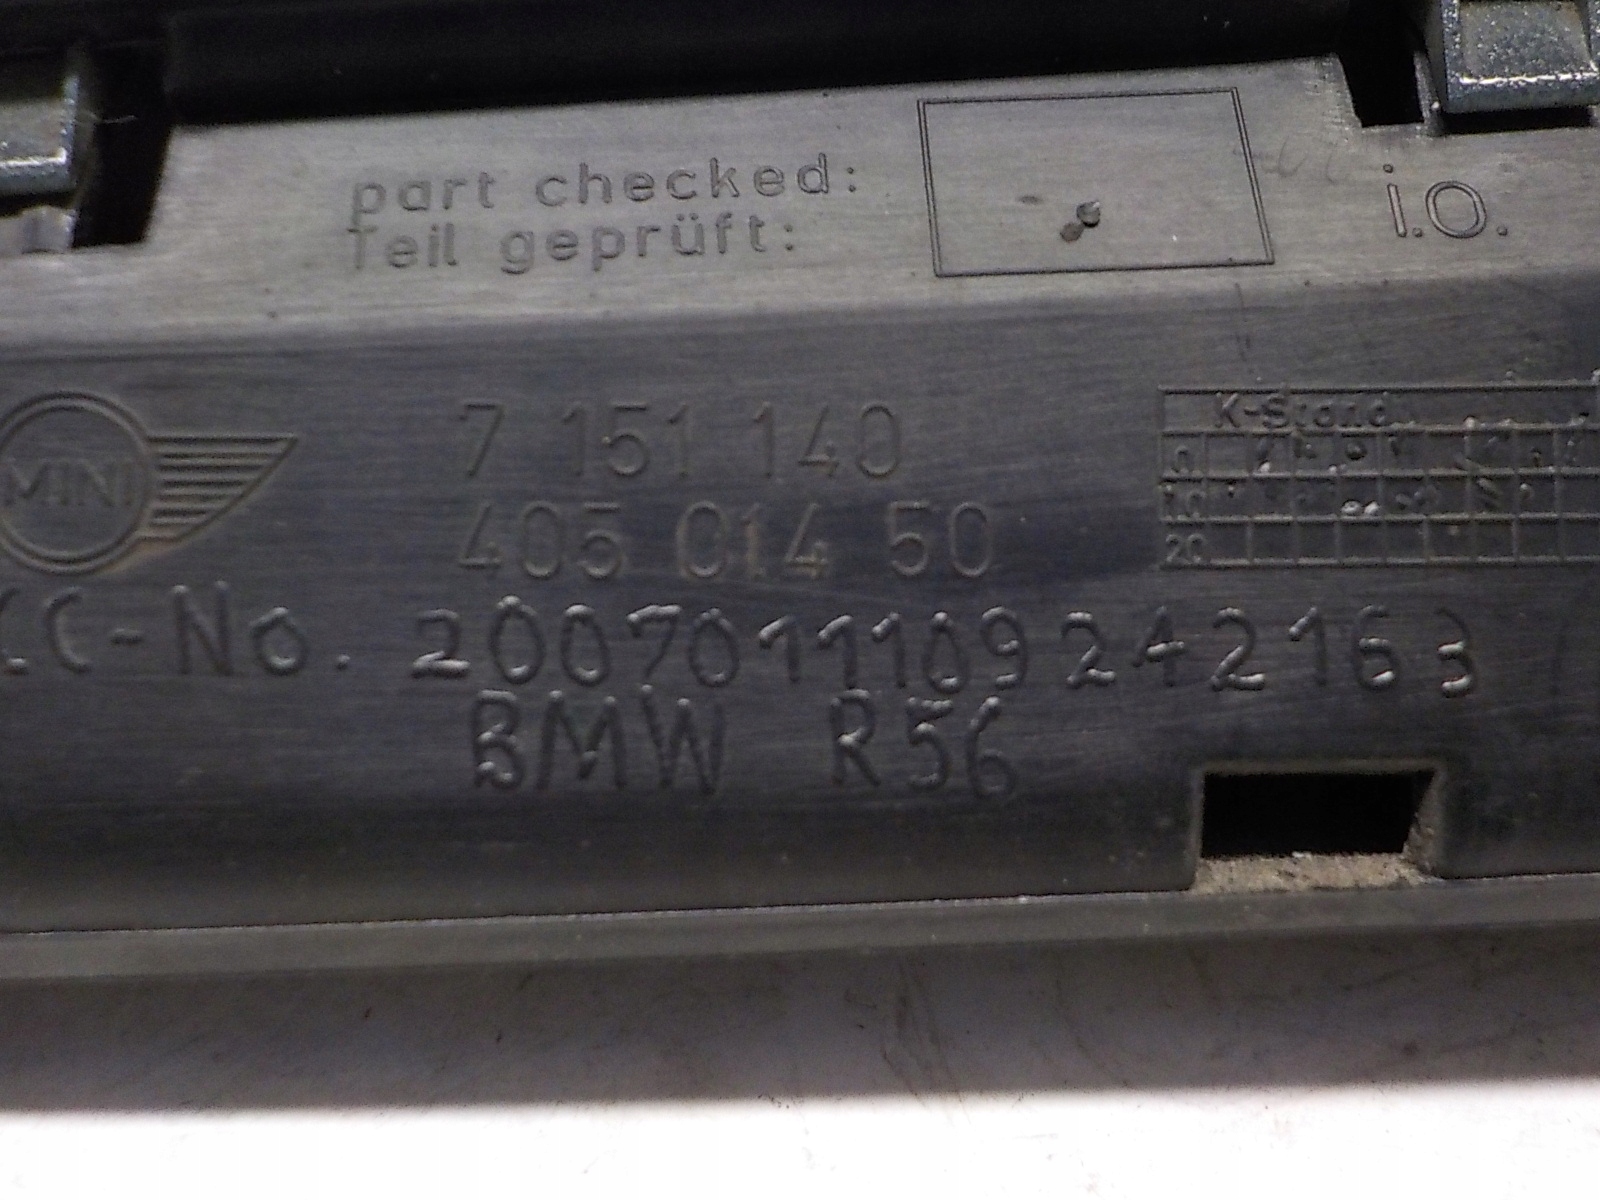 part checked:
Teil geprüft:
i.O.
MINI
7 151 140
405 014 50
K-Stand
0
10
20
CC-No. 2007011109242163
BMW R56